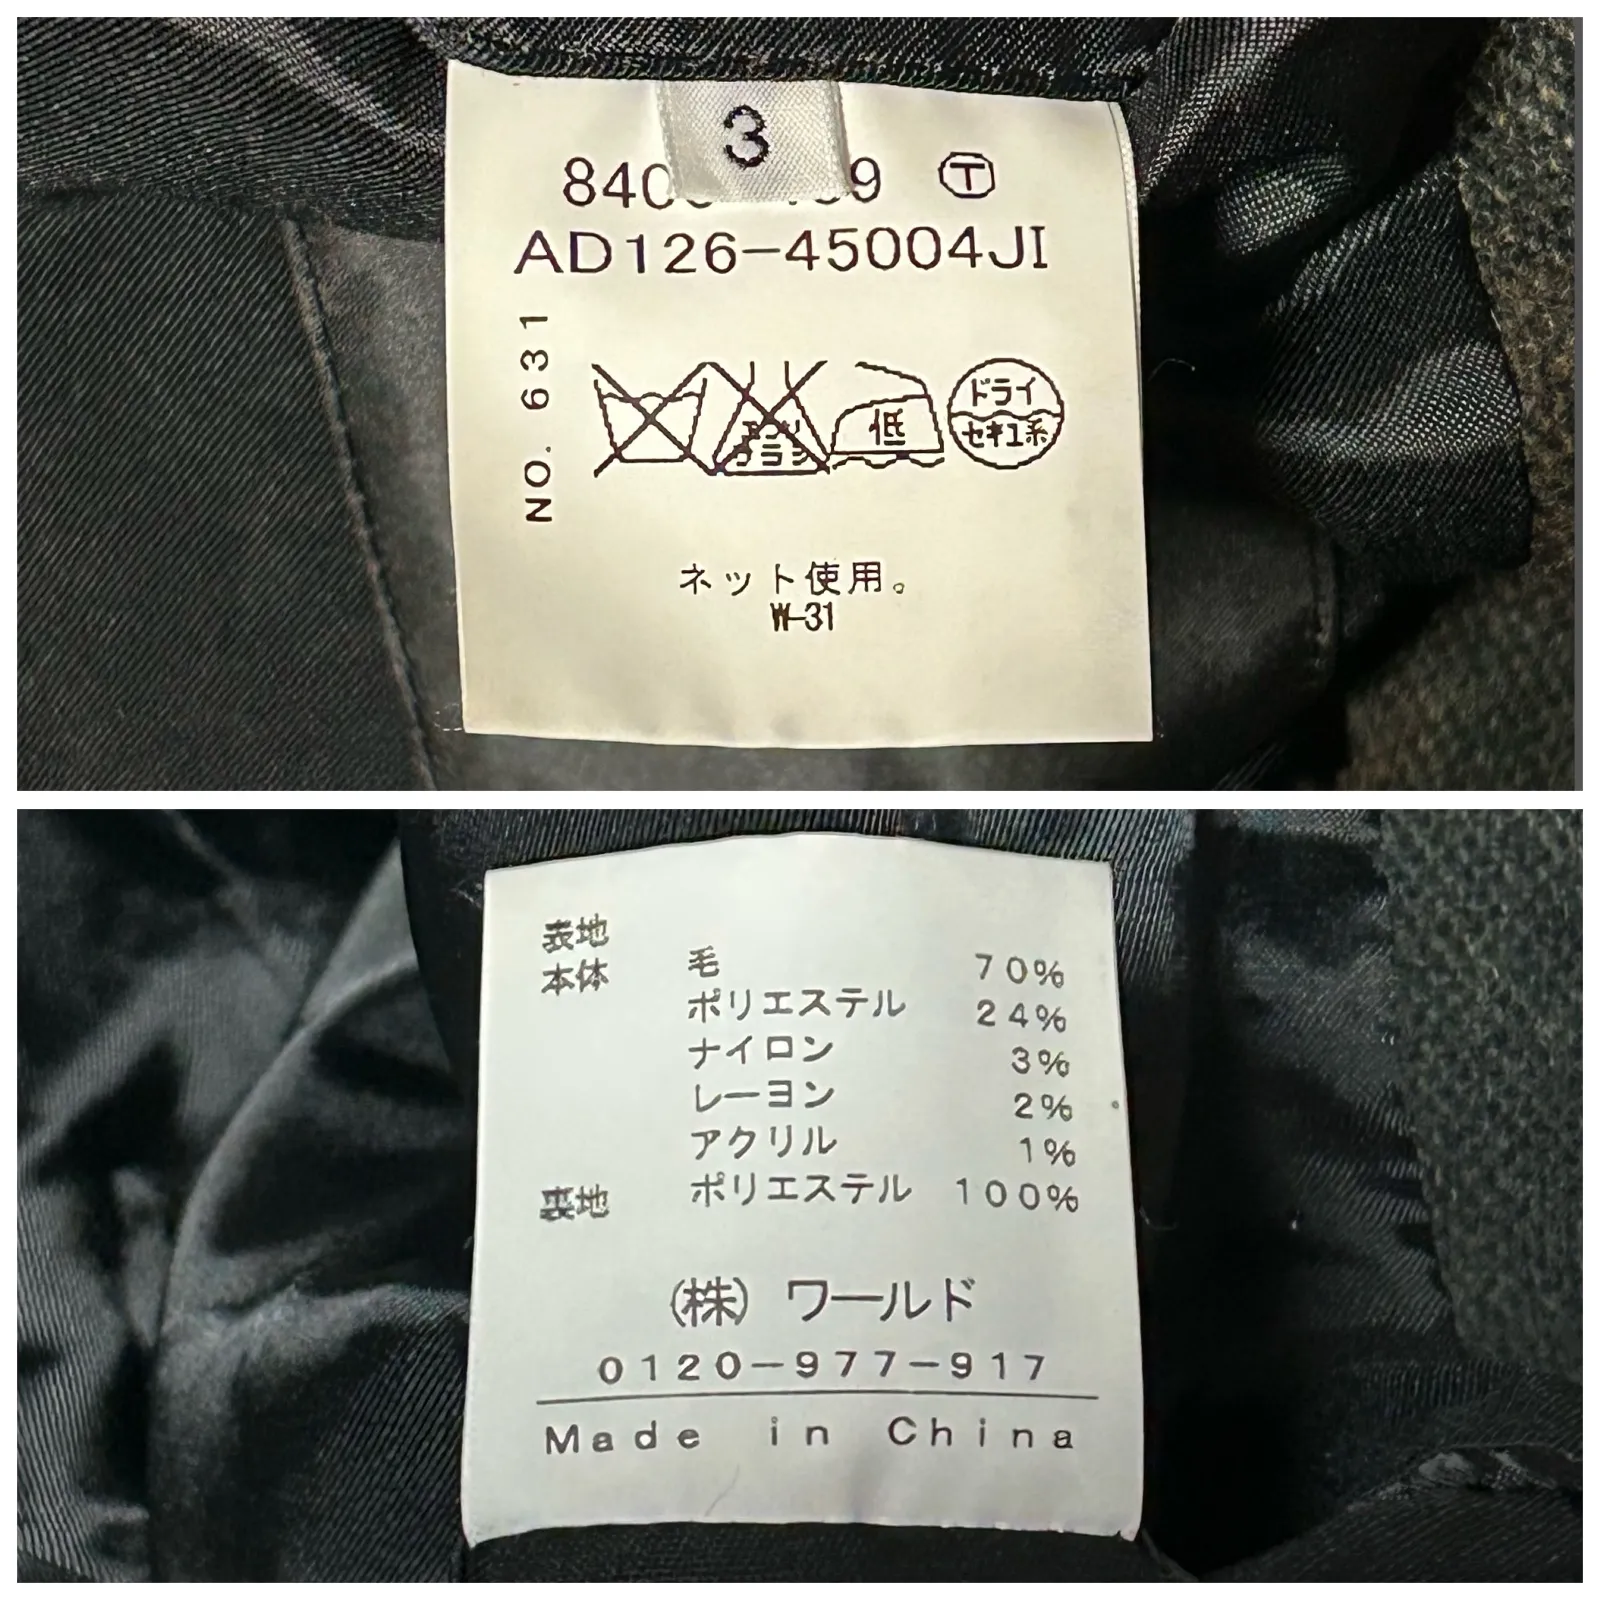 3
840 9 Ⓣ
AD126-45004JI
NO. 631
低
ドライ
セキユ系
ネット使用。
W-31
表地
本体 毛 70%
ポリエステル 24%
ナイロン 3%
レーヨン 2%
アクリル 1%
裏地 ポリエステル 100%
(株) ワールド
0120-977-917
Made in China